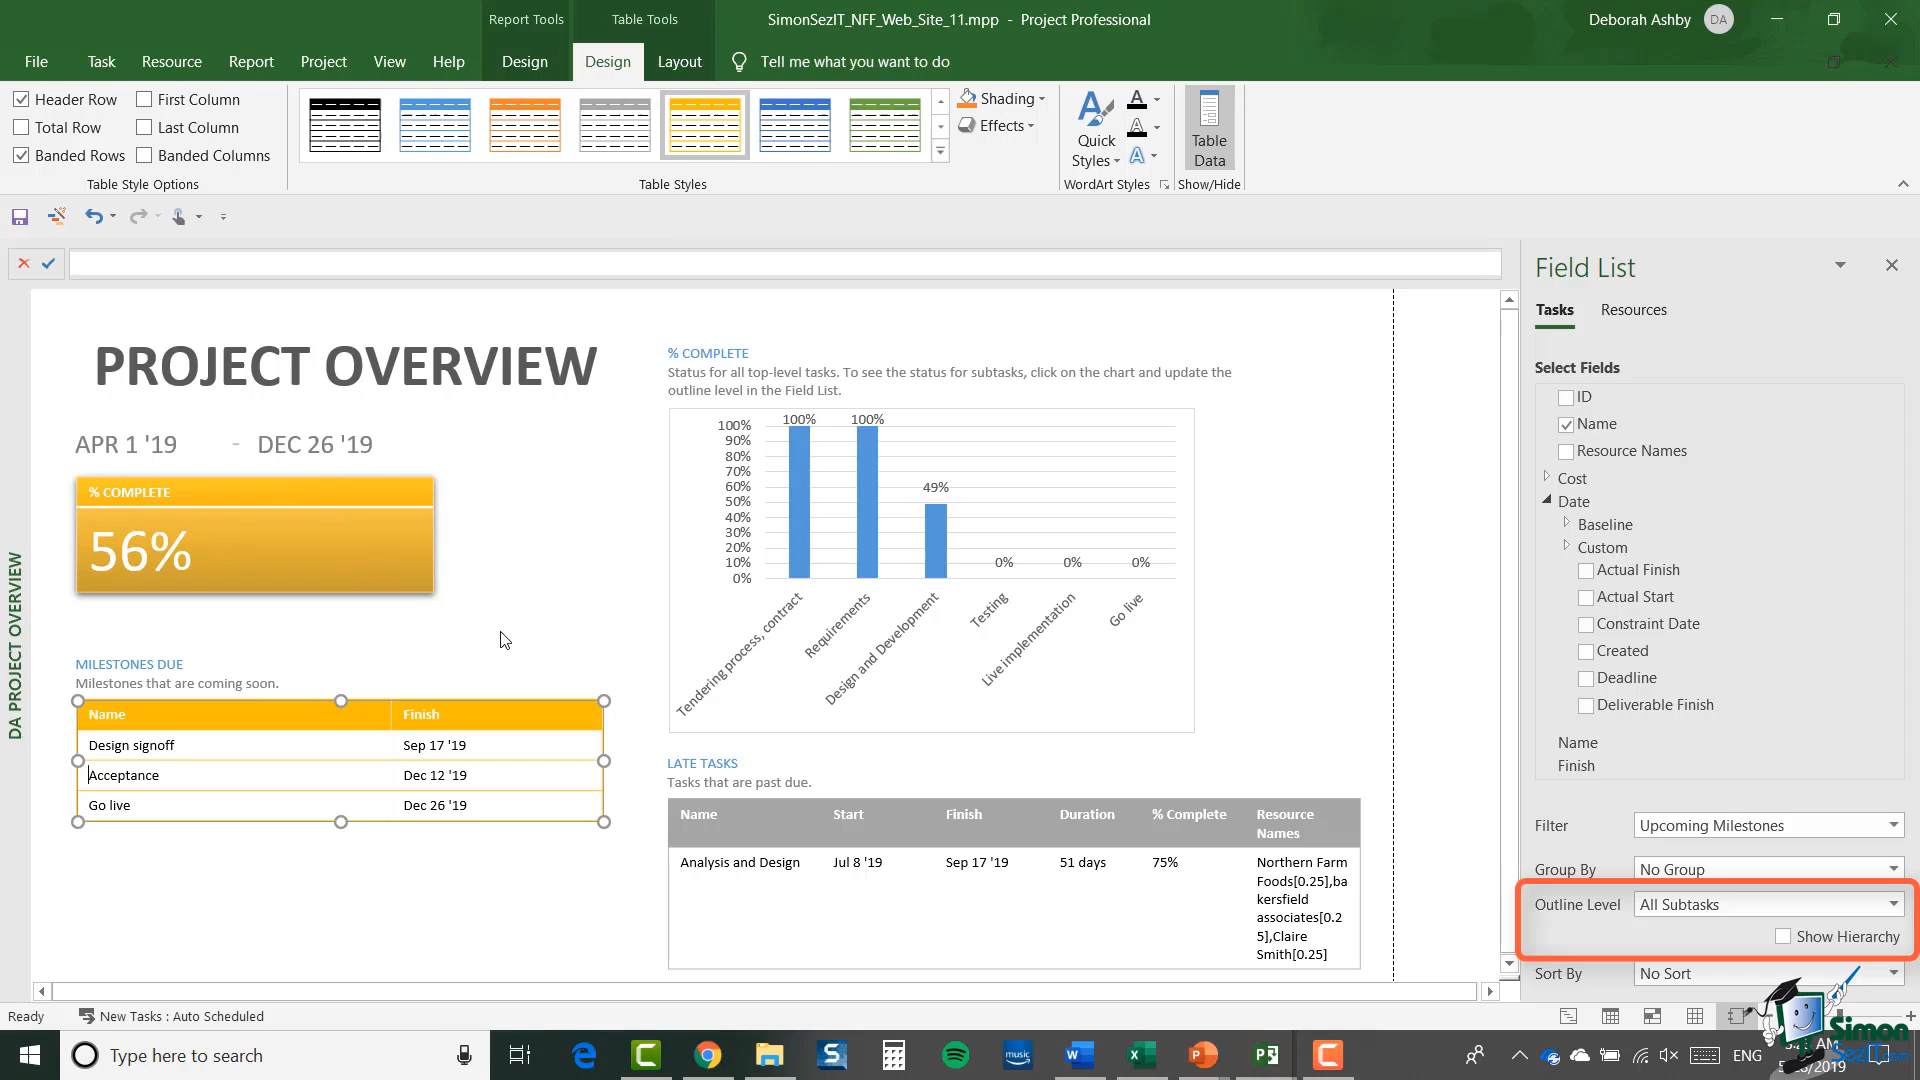 Report Tools
Table Tools
SimonSezIT_NFF_Web_Site_11.mpp - Project Professional
Deborah Ashby
DA
File
Task
Resource
Report
Project
View
Help
Design
Design
Layout
Tell me what you want to do
Header Row
First Column
Total Row
Last Column
Banded Rows
Banded Columns
Table Style Options
Table Styles
Shading
Effects
A
A
A
A
Quick
Styles
WordArt Styles
Table
Data
Show/Hide
DA PROJECT OVERVIEW
PROJECT OVERVIEW
APR 1 '19 - DEC 26 '19
% COMPLETE
56%
MILESTONES DUE
Milestones that are coming soon.
Name Finish
Design signoff Sep 17 '19
Acceptance Dec 12 '19
Go live Dec 26 '19
% COMPLETE
Status for all top-level tasks. To see the status for subtasks, click on the chart and update the
outline level in the Field List.
100%
90%
80%
70%
60%
50%
40%
30%
20%
10%
0%
100%
100%
49%
0%
0%
0%
Tendering process, contract
Requirements
Design and Development
Testing
Live implementation
Go live
LATE TASKS
Tasks that are past due.
Name Start Finish Duration % Complete Resource
Names
Analysis and Design Jul 8 '19 Sep 17 '19 51 days 75% Northern Farm
Foods[0.25],ba
kersfield
associates[0.2
5],Claire
Smith[0.25]
Field List
Tasks
Resources
Select Fields
ID
Name
Resource Names
Cost
Date
Baseline
Custom
Actual Finish
Actual Start
Constraint Date
Created
Deadline
Deliverable Finish
Name
Finish
Filter Upcoming Milestones
Group By No Group
Outline Level All Subtasks
Show Hierarchy
Sort By No Sort
Ready
New Tasks : Auto Scheduled
Type here to search
music
ENG
Simon
SezIT.com